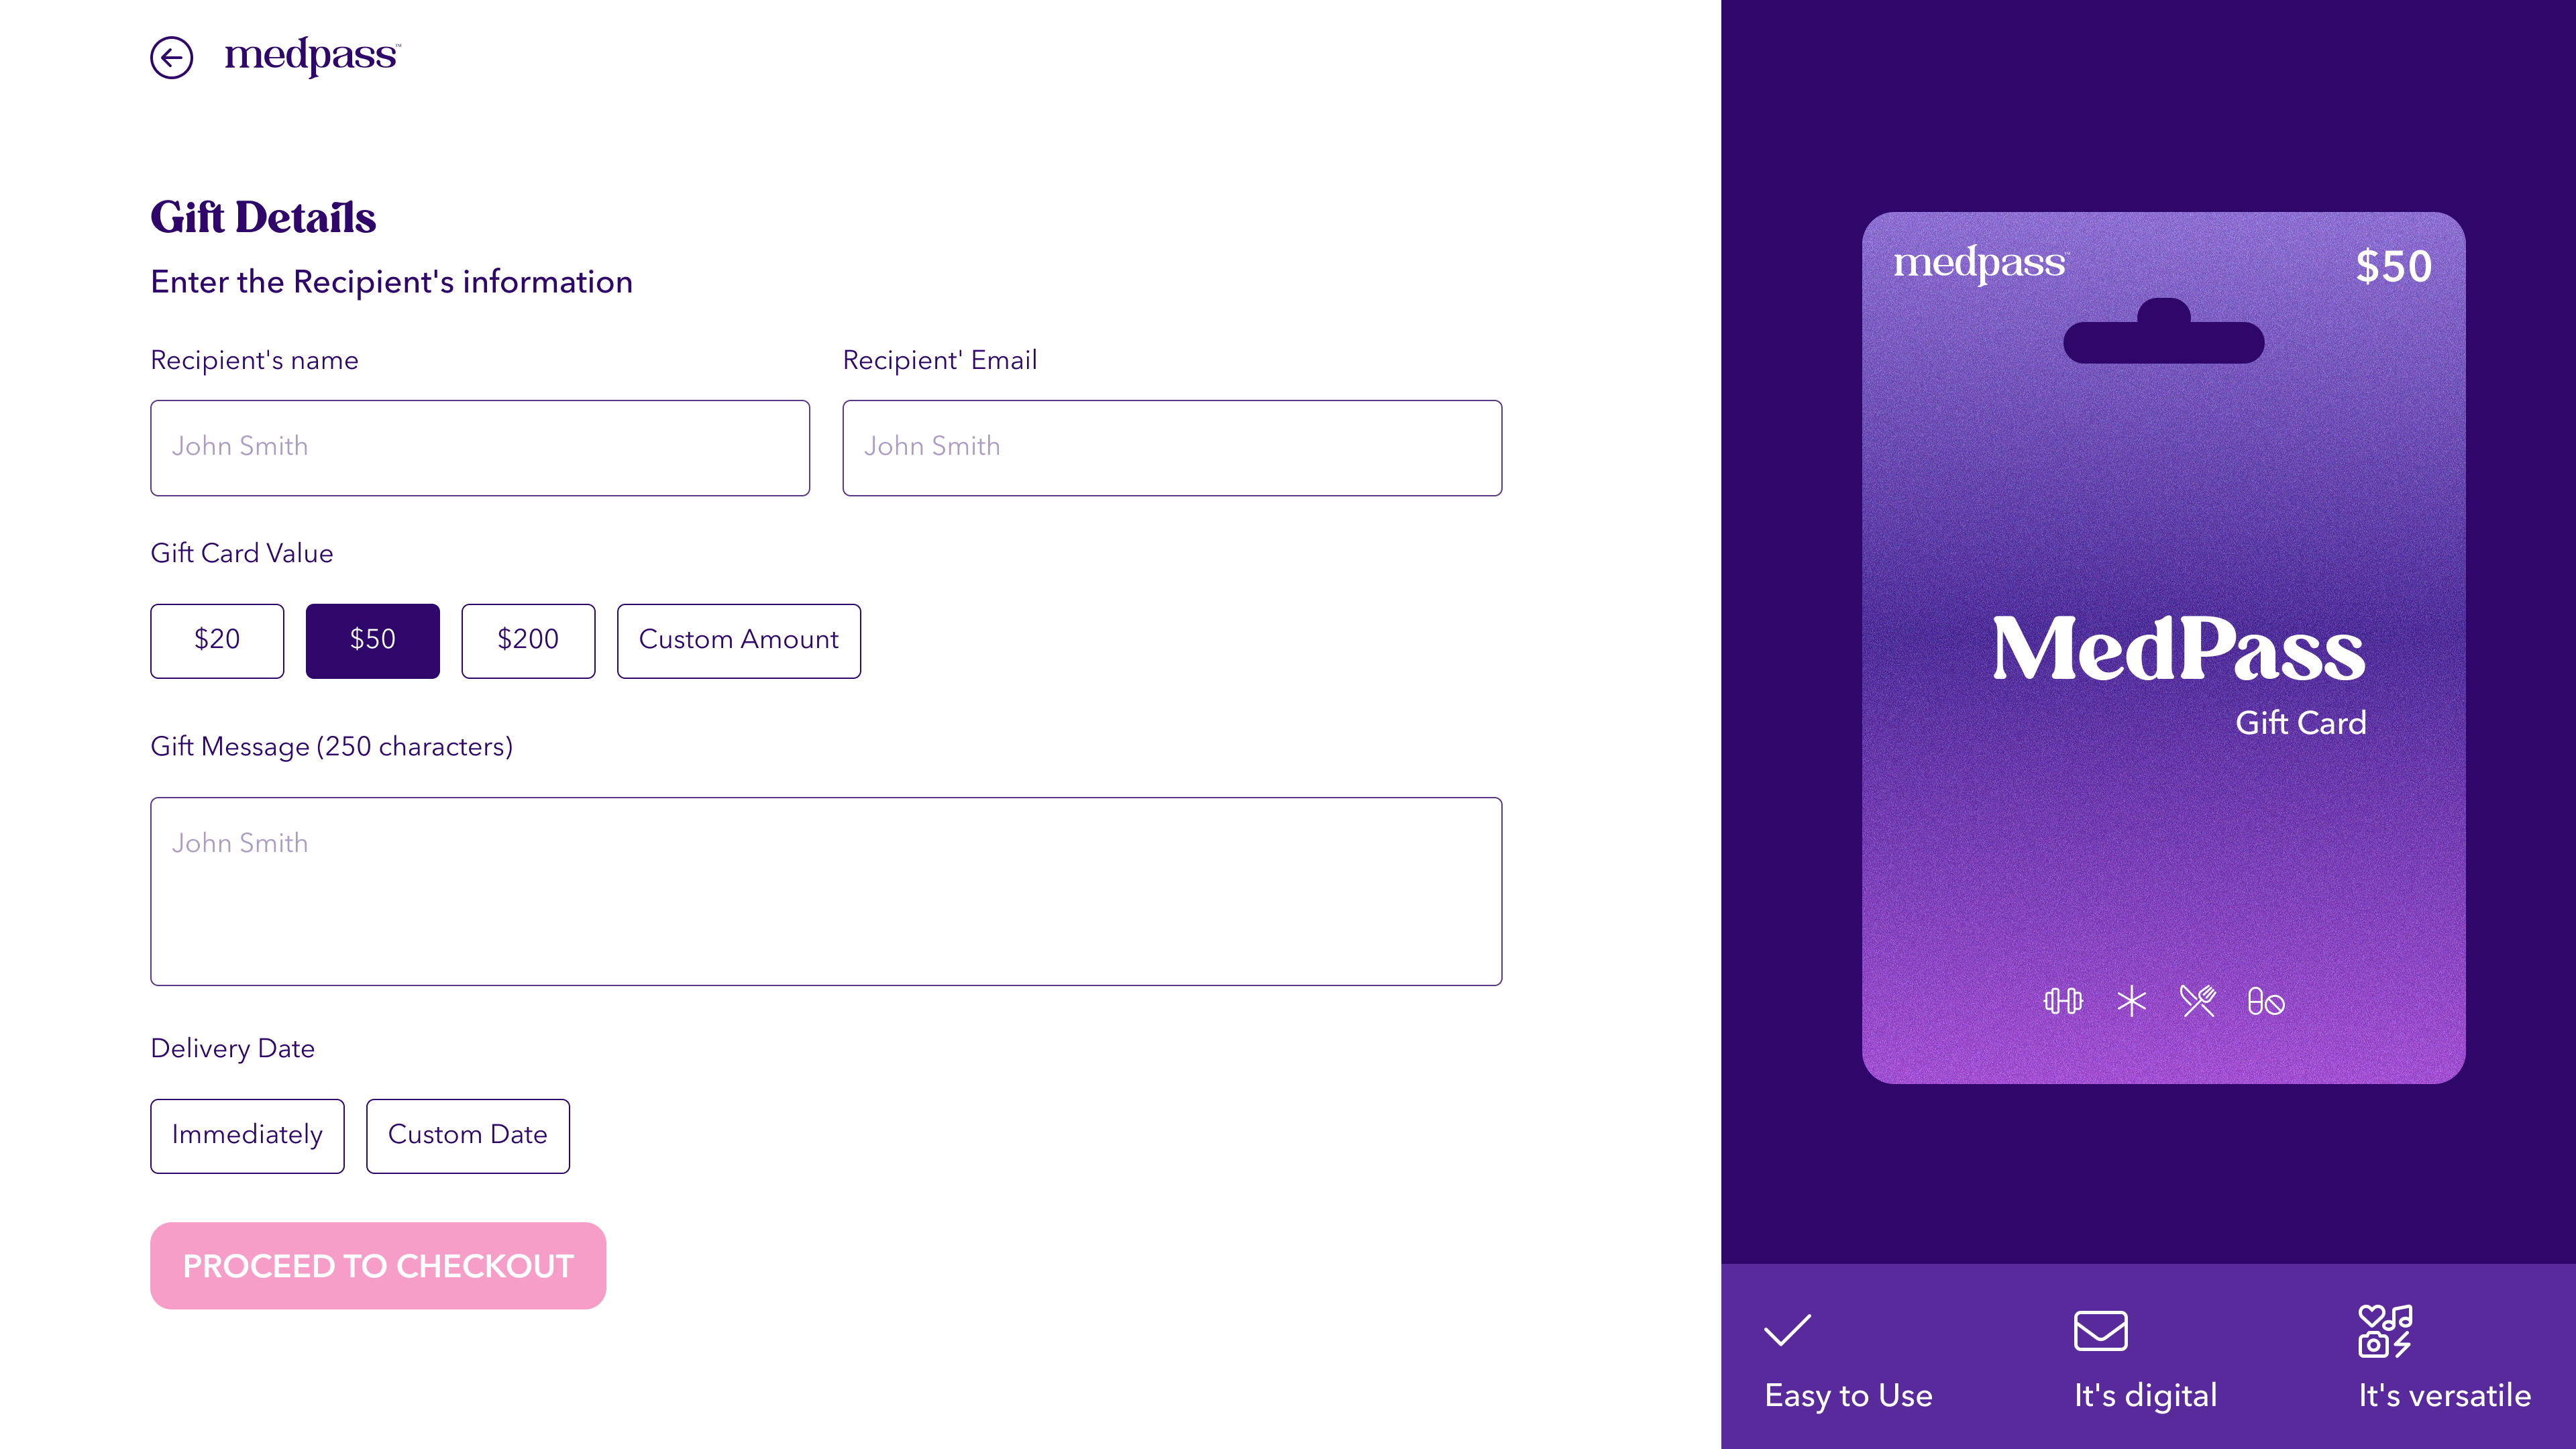 medpass™
Gift Details
Enter the Recipient's information
Recipient's name
Recipient' Email
John Smith
John Smith
Gift Card Value
$20
$50
$200
Custom Amount
Gift Message (250 characters)
John Smith
Delivery Date
Immediately
Custom Date
PROCEED TO CHECKOUT
medpass™
$50
MedPass
Gift Card
Easy to Use
It's digital
It's versatile